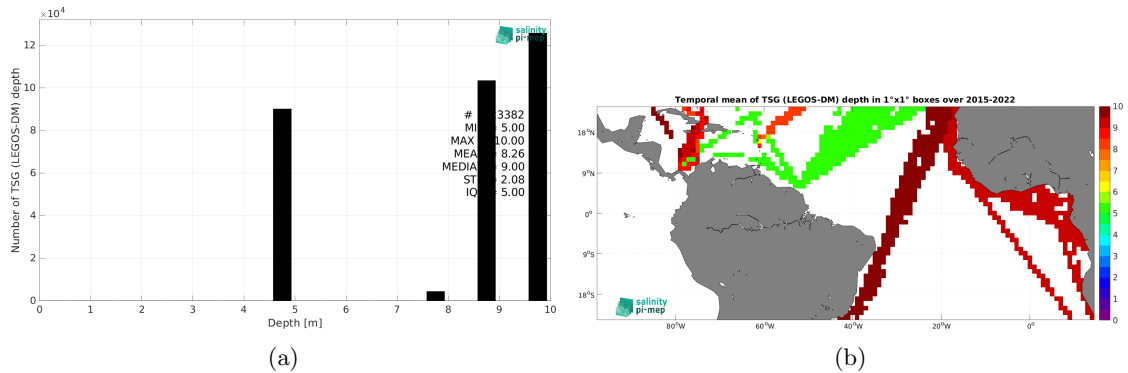 ×10⁴
12
10
8
6
4
2
0
Number of TSG (LEGOS-DM) depth
salinity
pi-mep
#
3382
MI = 5.00
MAX 10.00
MEA 8.26
MEDIA = 9.00
ST = 2.08
IQ = 5.00
0 1 2 3 4 5 6 7 8 9 10
Depth [m]
(a)
Temporal mean of TSG (LEGOS-DM) depth in 1°x1° boxes over 2015-2022
18°N
9°N
0°
9°S
18°S
80°W 60°W 40°W 20°W 0°
salinity
pi-mep
10
9
8
7
6
5
4
3
2
1
0
(b)